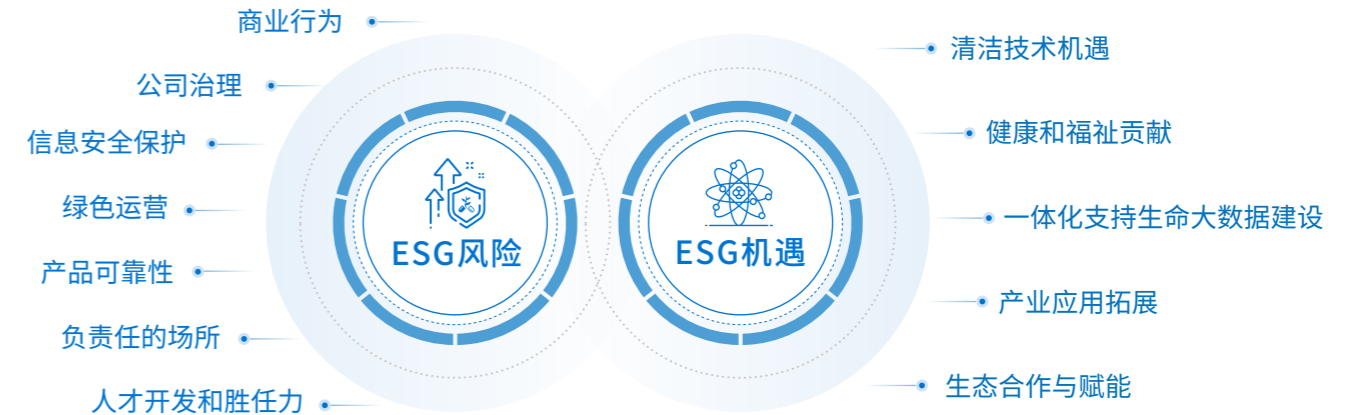 商业行为
公司治理
信息安全保护
绿色运营
产品可靠性
负责任的场所
人才开发和胜任力
ESG风险
ESG机遇
清洁技术机遇
健康和福祉贡献
一体化支持生命大数据建设
产业应用拓展
生态合作与赋能